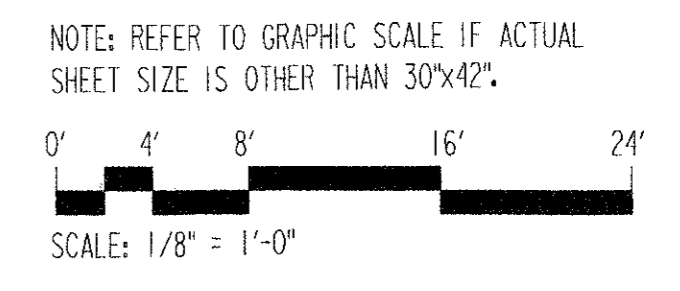 NOTE: REFER TO GRAPHIC SCALE IF ACTUAL
SHEET SIZE IS OTHER THAN 30"x42".
0' 4' 8' 16' 24'
SCALE: 1/8" = 1'-0"